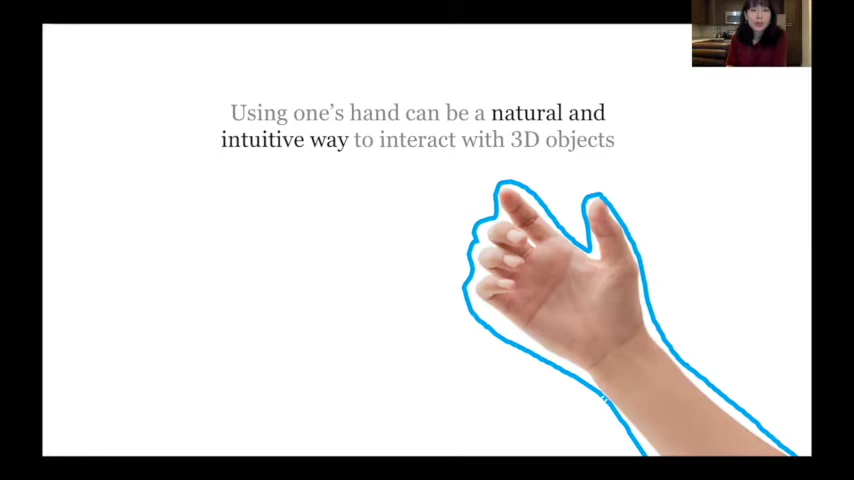 Using one's hand can be a natural and
intuitive way to interact with 3D objects